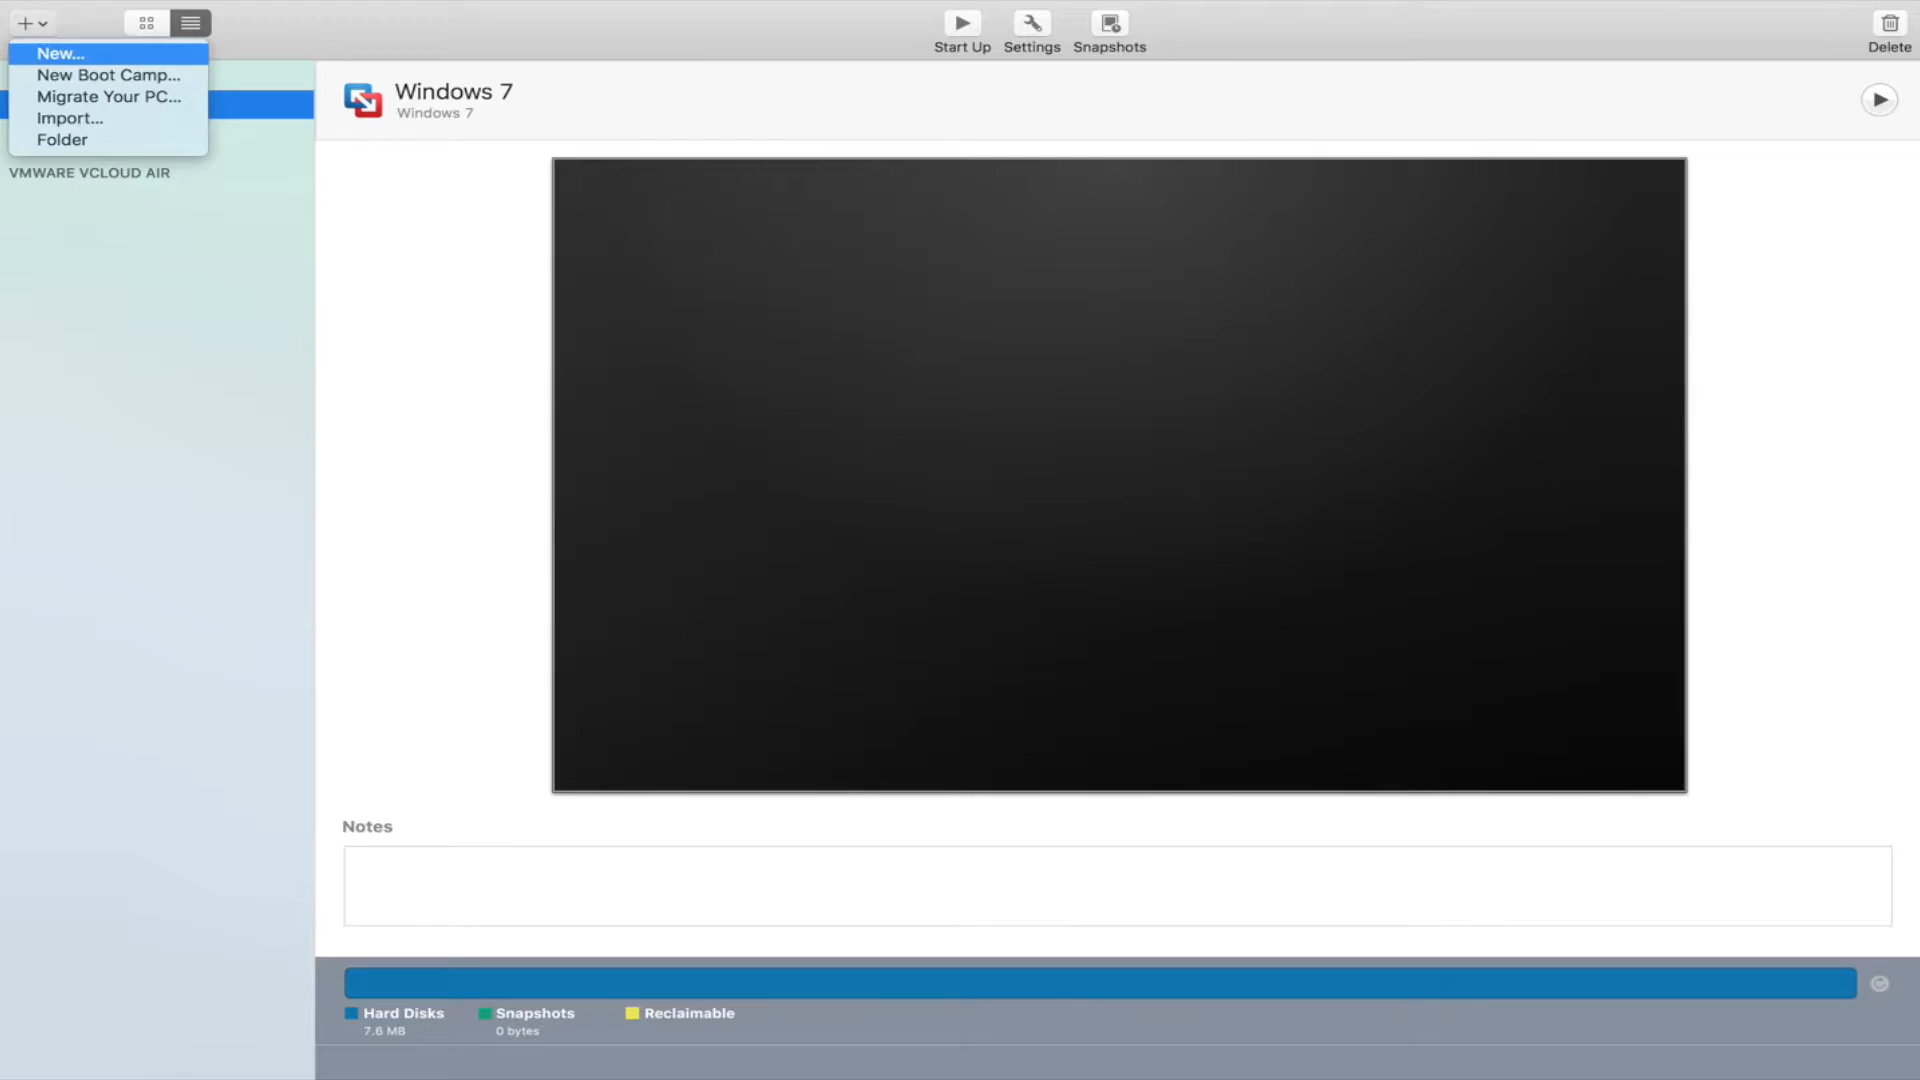 Start Up Settings Snapshots Delete
New...
New Boot Camp...
Migrate Your PC...
Import...
Folder
VMWARE VCLOUD AIR
Windows 7
Windows 7
Notes
Hard Disks Snapshots Reclaimable
7.6 MB 0 bytes